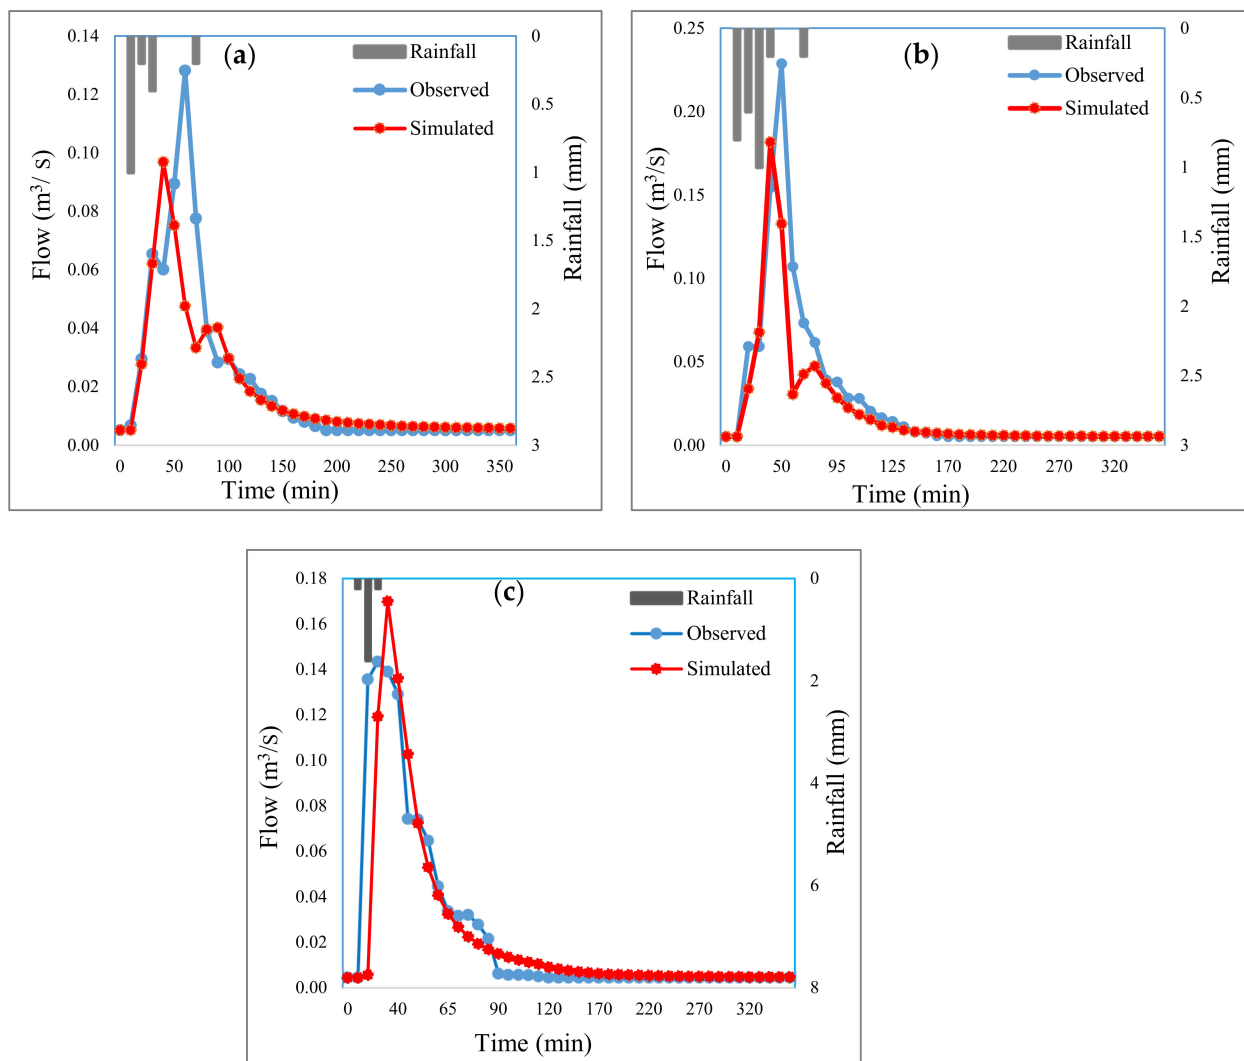 (a)
Rainfall
Observed
Simulated
0.14
0.12
0.10
0.08
0.06
0.04
0.02
0.00
Flow (m³/ s)
0
0.5
1
1.5
2
2.5
3
Rainfall (mm)
0 50 100 150 200 250 300 350
Time (min)
(b)
Rainfall
Observed
Simulated
0.25
0.20
0.15
0.10
0.05
0.00
Flow (m³/s)
0
0.5
1
1.5
2
2.5
3
Rainfall (mm)
0 50 95 125 170 220 270 320
Time (min)
(c)
Rainfall
Observed
Simulated
0.18
0.16
0.14
0.12
0.10
0.08
0.06
0.04
0.02
0.00
Flow (m³/s)
0
2
4
6
8
Rainfall (mm)
0 40 65 90 120 170 220 270 320
Time (min)